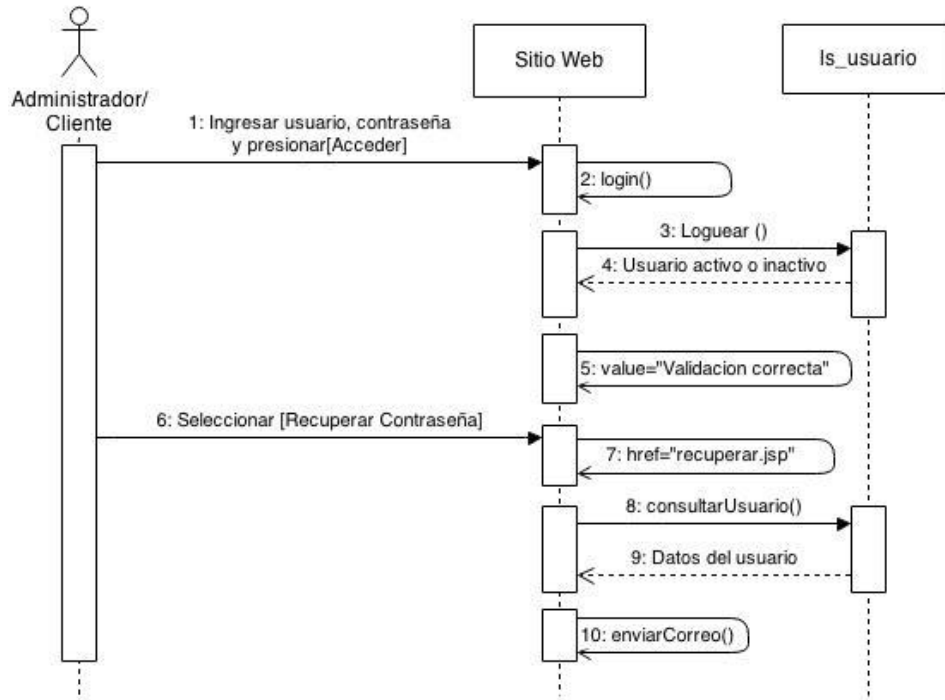 Administrador/
Cliente
Sitio Web
ls_usuario
1: Ingresar usuario, contraseña
y presionar[Acceder]
2: login()
3: Loguear ()
4: Usuario activo o inactivo
5: value="Validacion correcta"
6: Seleccionar [Recuperar Contraseña]
7: href="recuperar.jsp"
8: consultarUsuario()
9: Datos del usuario
10: enviarCorreo()